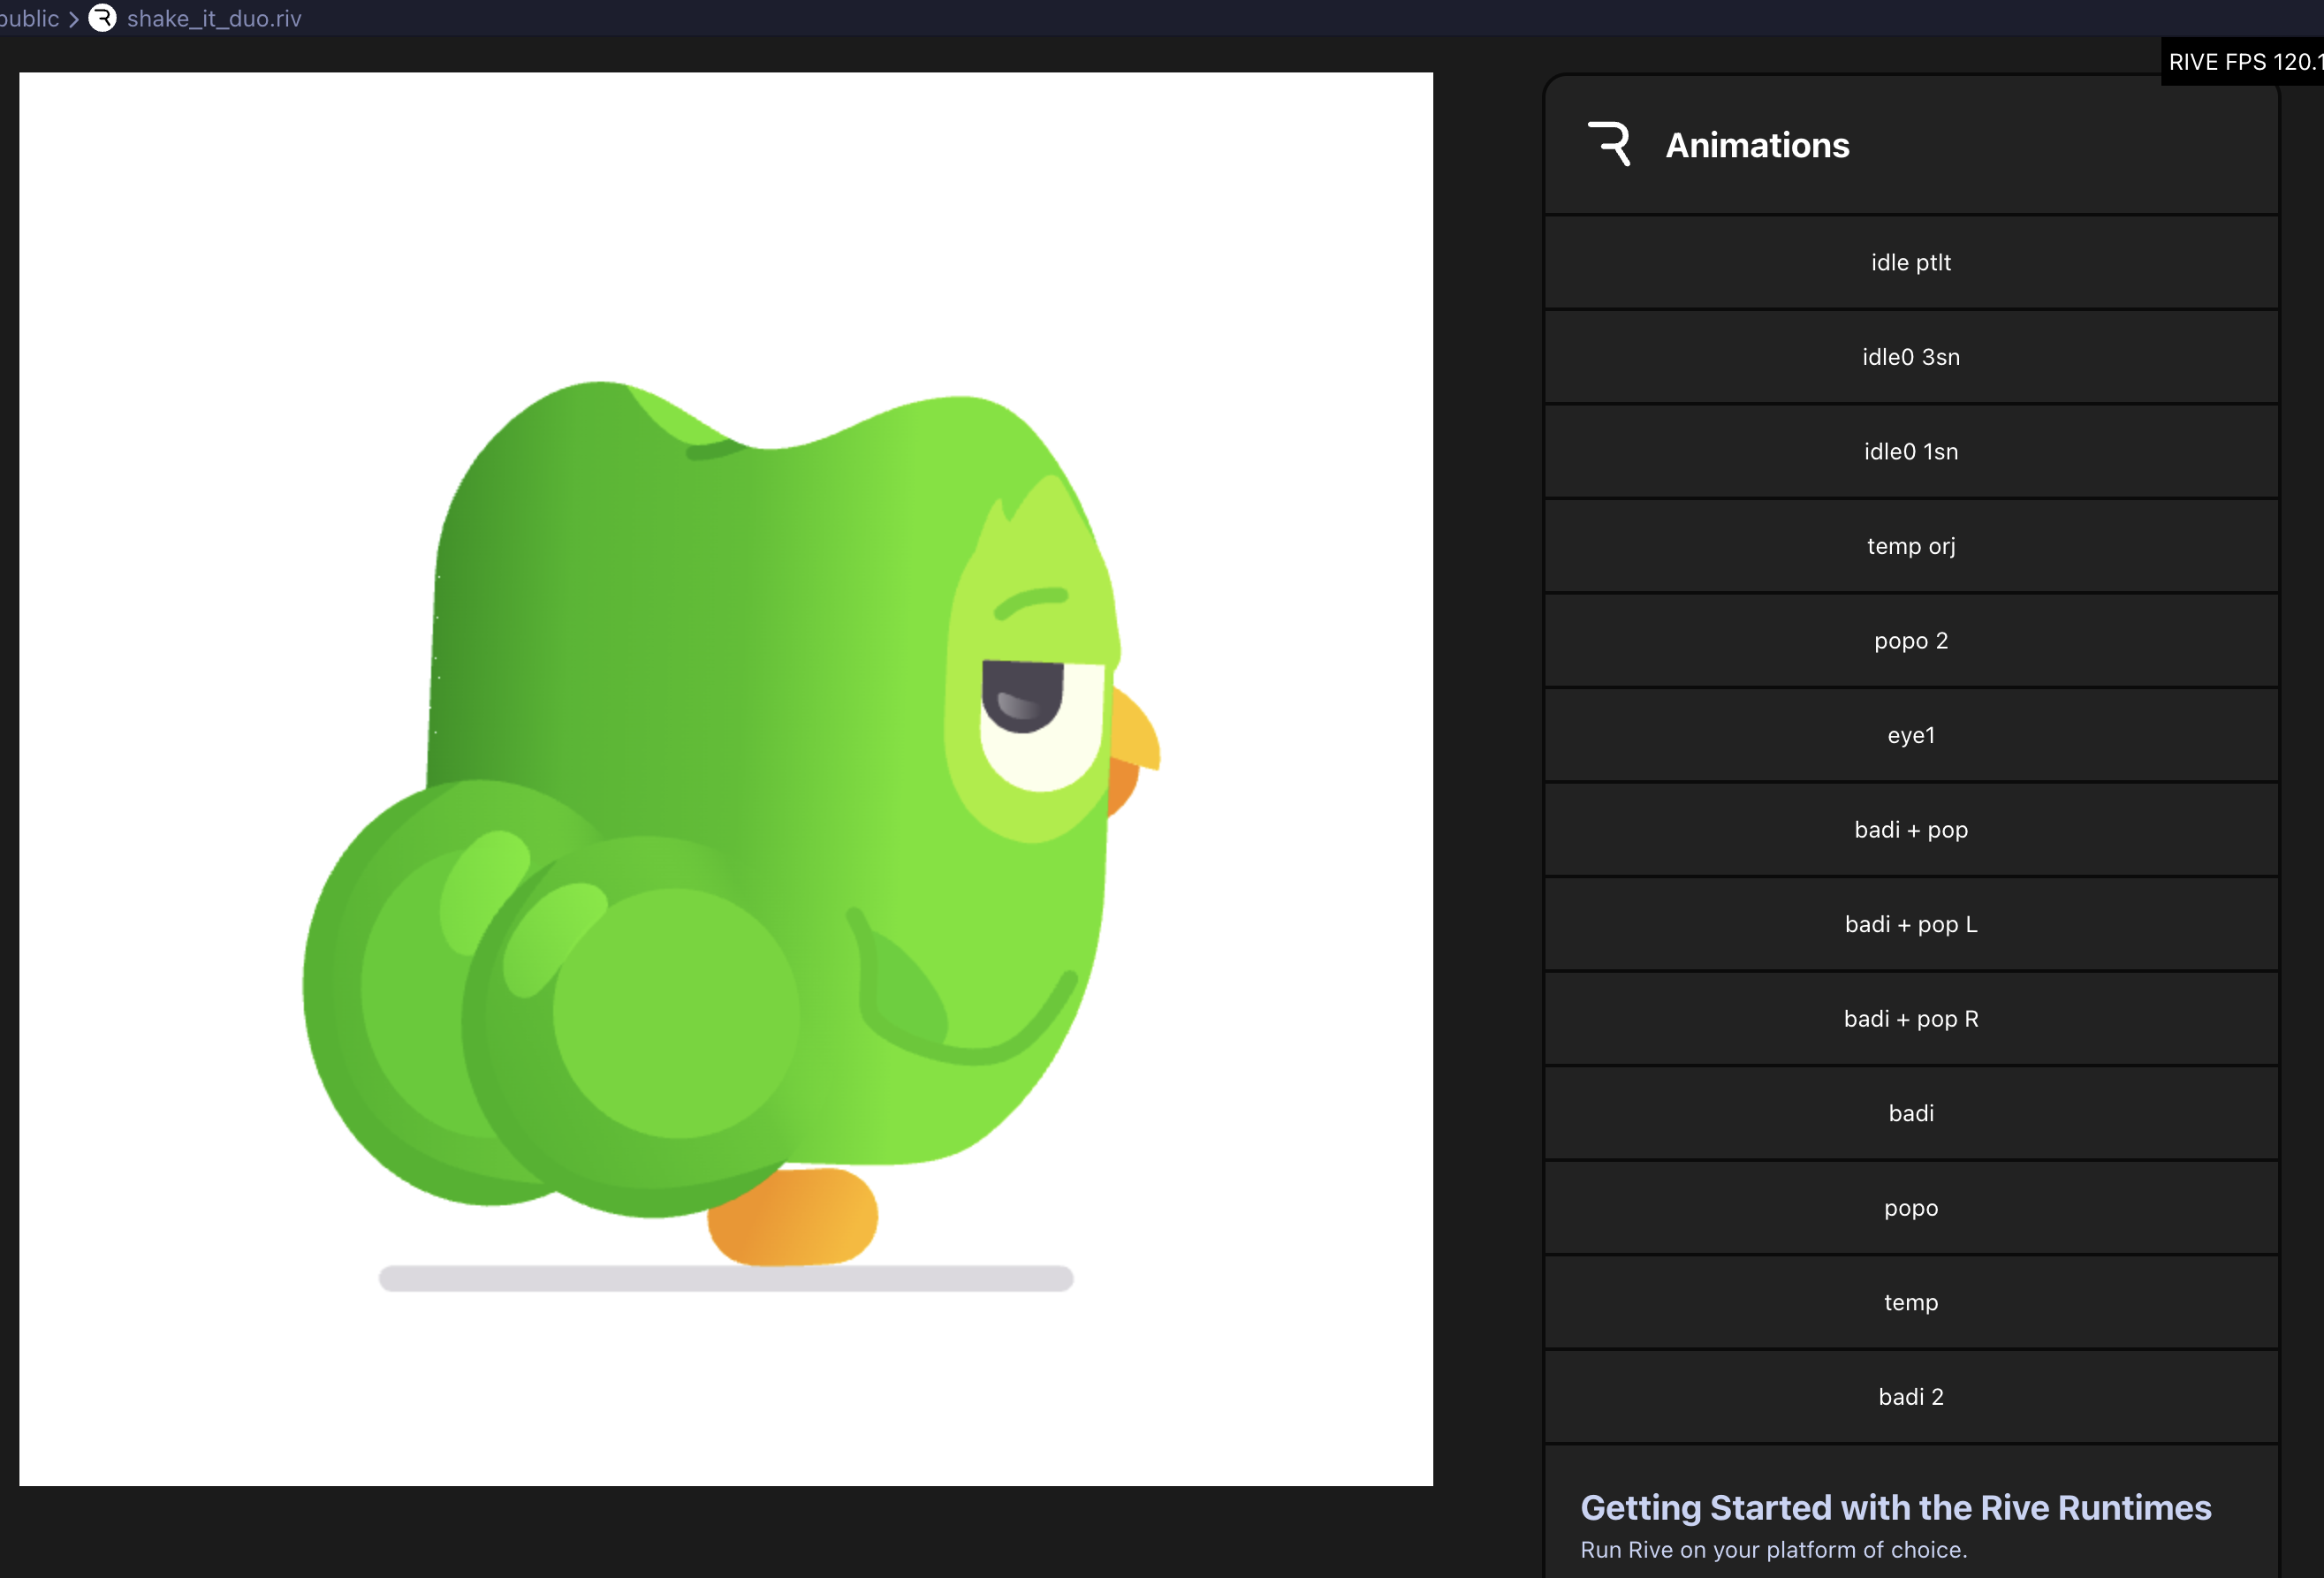 public > shake_it_duo.riv
RIVE FPS 120.1
Animations
idle ptlt
idle0 3sn
idle0 1sn
temp orj
popo 2
eye1
badi + pop
badi + pop L
badi + pop R
badi
popo
temp
badi 2
Getting Started with the Rive Runtimes
Run Rive on your platform of choice.